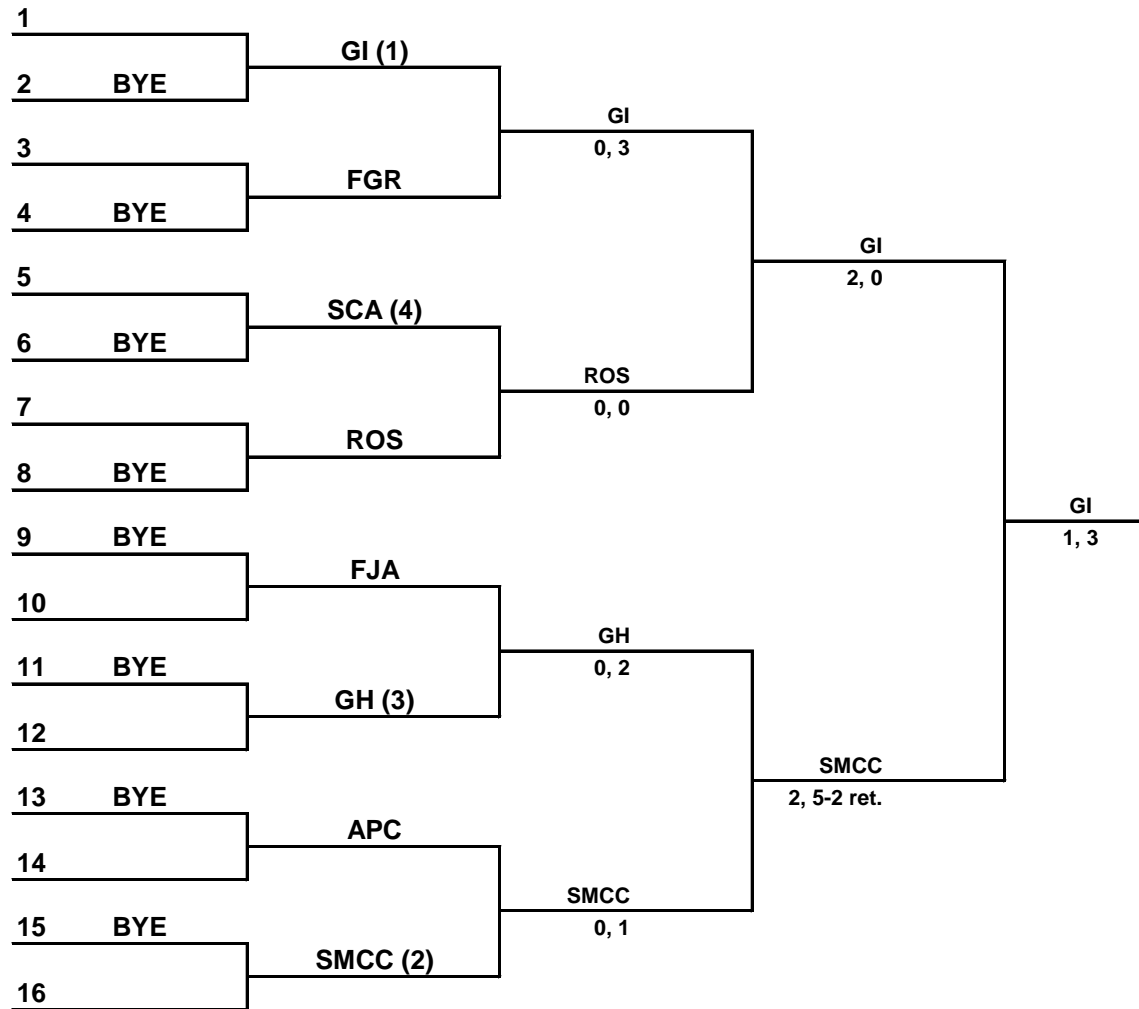 1
GI (1)
2 BYE
GI
0, 3
3
FGR
4 BYE
GI
2, 0
5
SCA (4)
6 BYE
ROS
0, 0
7
ROS
8 BYE
GI
1, 3
9 BYE
FJA
10
GH
0, 2
11 BYE
GH (3)
12
SMCC
2, 5-2 ret.
13 BYE
APC
14
SMCC
0, 1
15 BYE
SMCC (2)
16